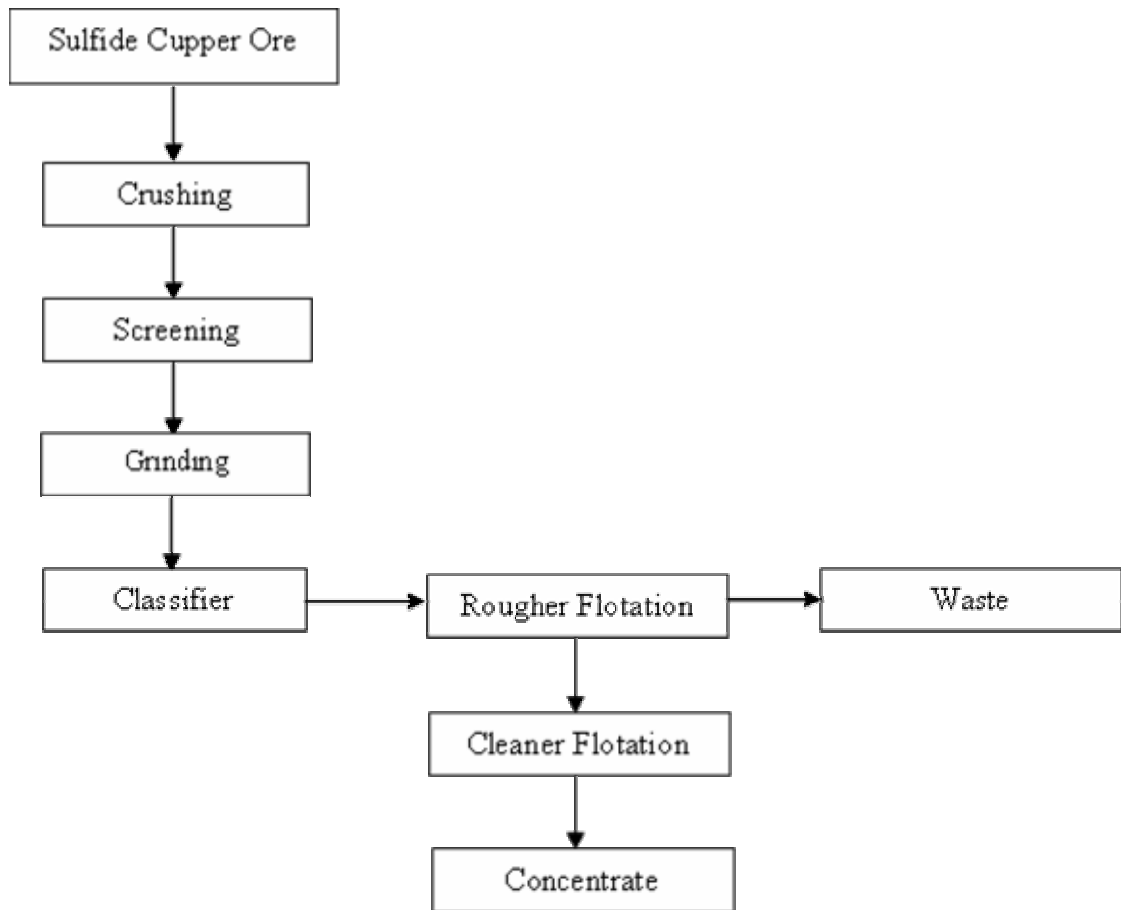 Sulfide Cupper Ore
Crushing
Screening
Grinding
Classifier
Rougher Flotation
Waste
Cleaner Flotation
Concentrate